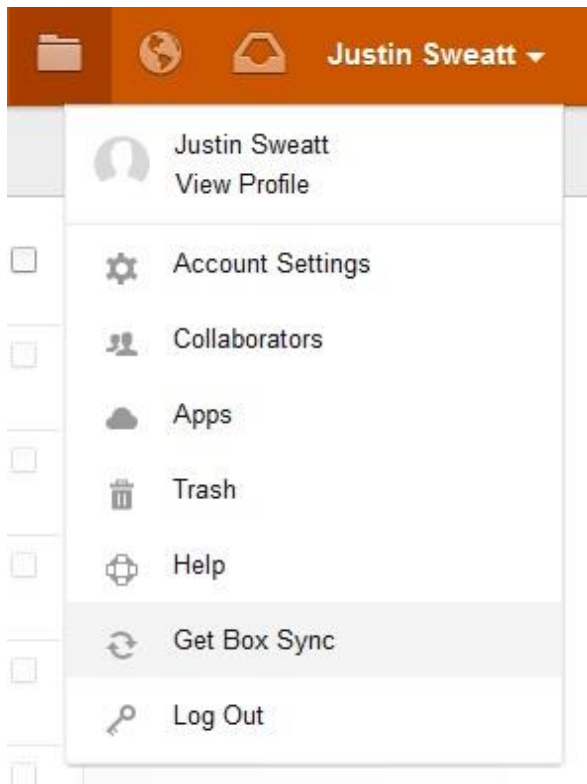 Justin Sweatt
Justin Sweatt
View Profile
Account Settings
Collaborators
Apps
Trash
Help
Get Box Sync
Log Out